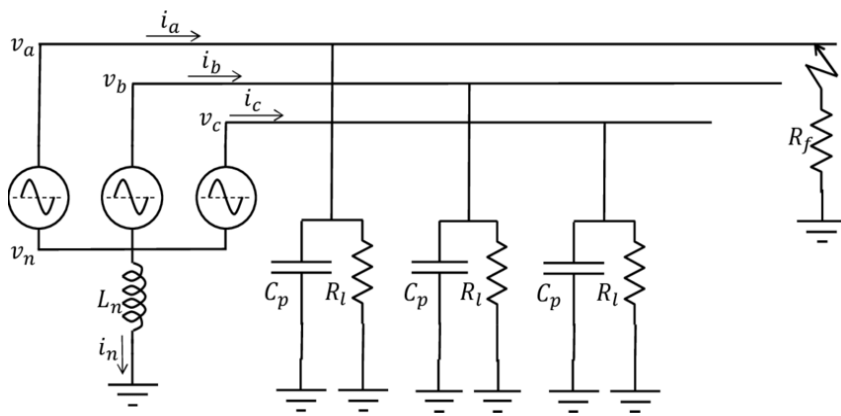 i_a
v_a
i_b
v_b
i_c
v_c
R_f
v_n
L_n
C_p R_l C_p R_l C_p R_l
i_n